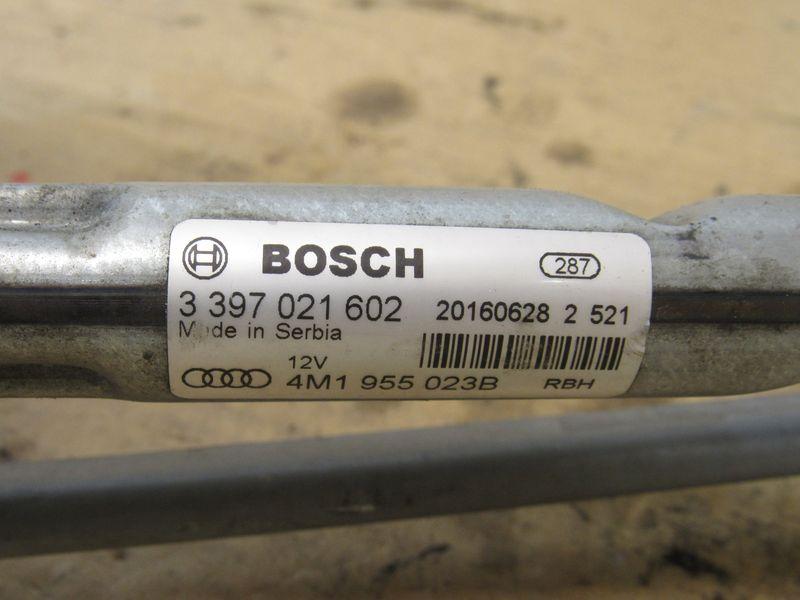 BOSCH 287
3 397 021 602 20160628 2 521
Made in Serbia
12V
4M1 955 023B RBH